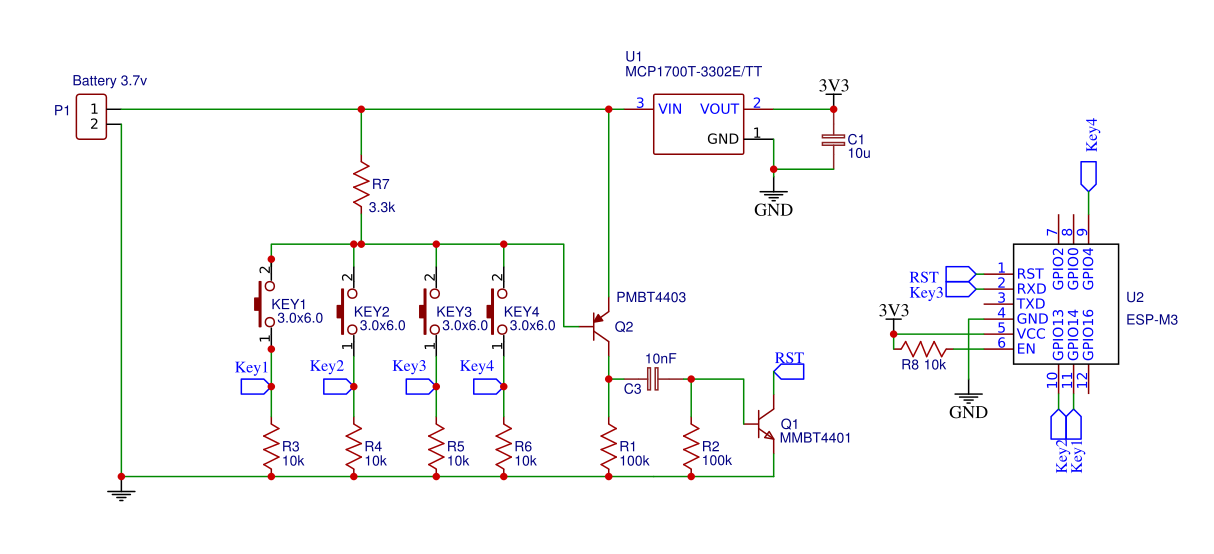 Battery 3.7v
P1
1
2
U1
MCP1700T-3302E/TT
3
VIN
VOUT
2
GND
1
3V3
C1
10u
GND
R7
3.3k
2
KEY1
3.0x6.0
1
2
KEY2
3.0x6.0
1
2
KEY3
3.0x6.0
1
2
KEY4
3.0x6.0
1
Key1
Key2
Key3
Key4
R3
10k
R4
10k
R5
10k
R6
10k
PMBT4403
Q2
10nF
C3
R1
100k
R2
100k
RST
Q1
MMBT4401
Key4
7
8
9
GPIO2
GPIO0
GPIO4
RST
Key3
1
2
3
4
5
6
RST
RXD
TXD
GND
VCC
EN
U2
ESP-M3
3V3
R8 10k
GND
GPIO13
GPIO14
GPIO16
10
11
12
Key2
Key1